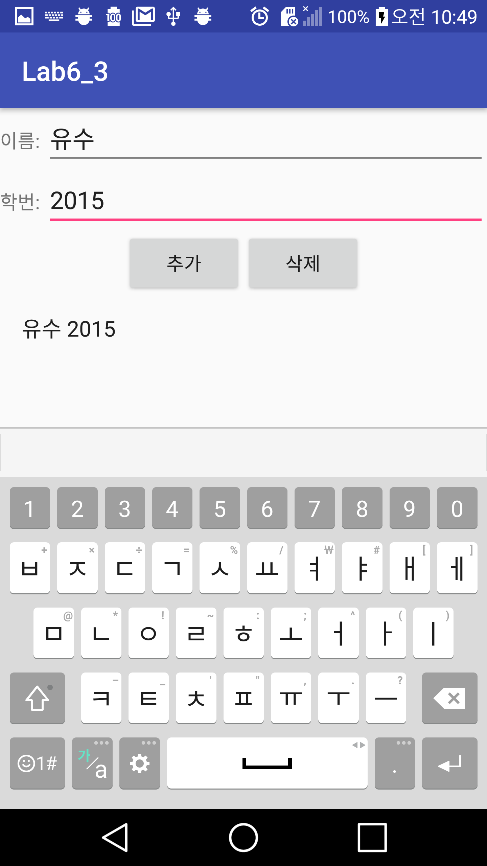 100 100% 오전 10:49
Lab6_3
이름: 유수
학번: 2015
추가 삭제
유수 2015
1 2 3 4 5 6 7 8 9 0
+ × ÷ = % / ₩ # [ ]
ㅂ ㅈ ㄷ ㄱ ㅅ ㅛ ㅕ ㅑ ㅐ ㅔ
@ * ! ~ : ; ^ ( )
ㅁ ㄴ ㅇ ㄹ ㅎ ㅗ ㅓ ㅏ ㅣ
_ - ' " , . ?
ㅋ ㅌ ㅊ ㅍ ㅠ ㅜ ㅡ
1# 가/a .